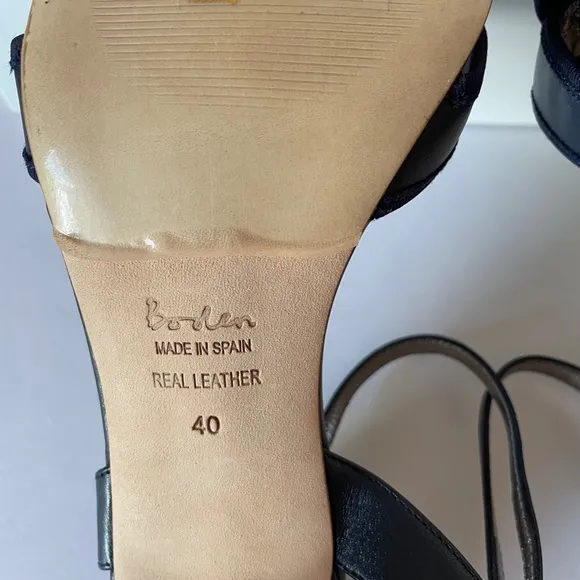 Boden
MADE IN SPAIN
REAL LEATHER
40